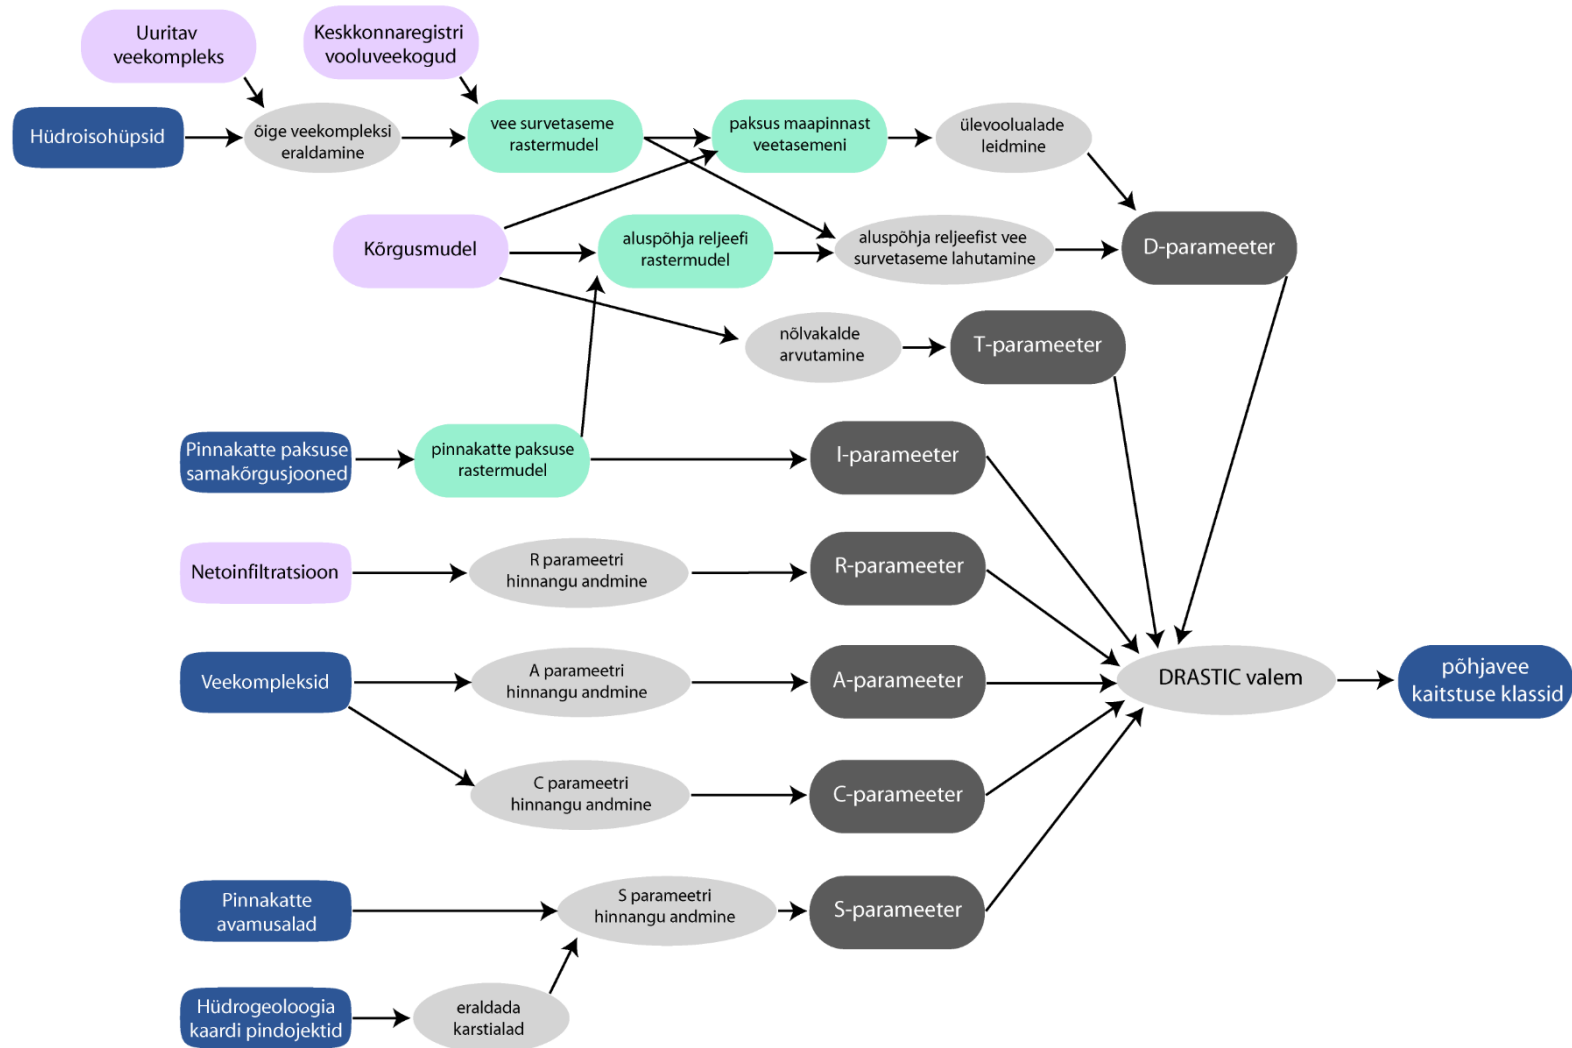 Uuritav
veekompleks
Keskkonnaregistri
vooluveekogud
Hüdroisohüpsid
õige veekompleksi
eraldamine
vee survetaseme
rastermudel
paksus maapinnast
veetasemeni
ülevoolualade
leidmine
Kõrgusmudel
aluspõhja reljeefi
rastermudel
aluspõhja reljeefist vee
survetaseme lahutamine
D-parameeter
nõlvakalde
arvutamine
T-parameeter
Pinnakatte paksuse
samakõrgusjooned
pinnakatte paksuse
rastermudel
I-parameeter
Netoinfiltratsioon
R parameetri
hinnangu andmine
R-parameeter
Veekompleksid
A parameetri
hinnangu andmine
A-parameeter
DRASTIC valem
põhjavee
kaitstuse klassid
C parameetri
hinnangu andmine
C-parameeter
Pinnakatte
avamusalad
S parameetri
hinnangu andmine
S-parameeter
Hüdrogeoloogia
kaardi pindojektid
eraldada
karstialad